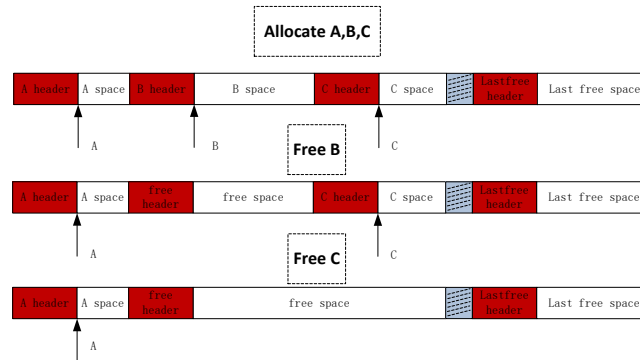 Allocate A,B,C
A header A space B header B space C header C space Lastfree header Last free space
A B C
Free B
A header A space free header free space C header C space Lastfree header Last free space
A C
Free C
A header A space free header free space Lastfree header Last free space
A